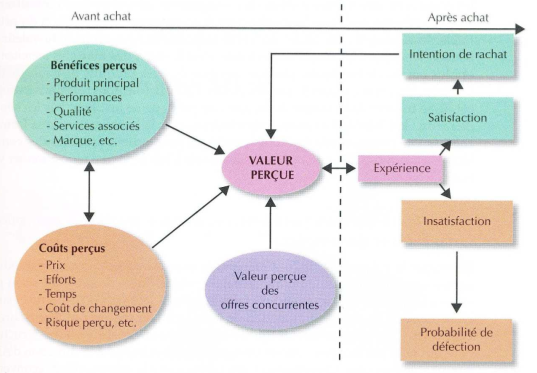 Avant achat
Après achat
Bénéfices perçus
- Produit principal
- Performances
- Qualité
- Services associés
- Marque, etc.
Intention de rachat
Satisfaction
VALEUR
PERÇUE
Expérience
Insatisfaction
Coûts perçus
- Prix
- Efforts
- Temps
- Coût de changement
- Risque perçu, etc.
Valeur perçue
des
offres concurrentes
Probabilité de
défection